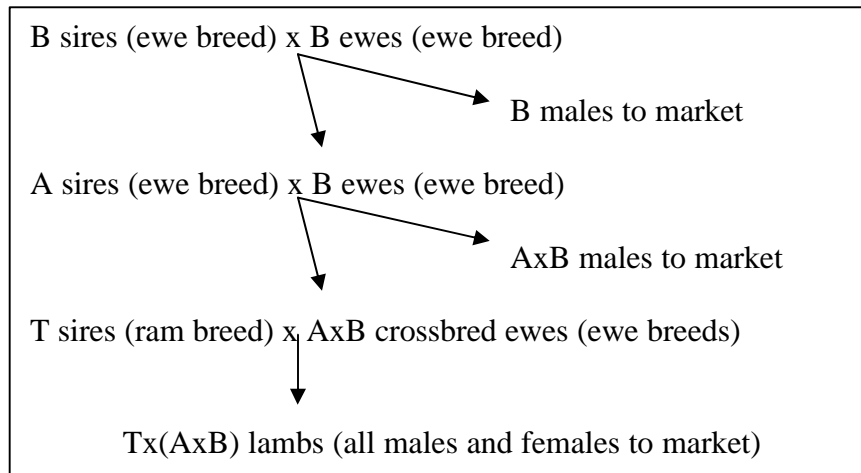 B sires (ewe breed) x B ewes (ewe breed)
B males to market
A sires (ewe breed) x B ewes (ewe breed)
AxB males to market
T sires (ram breed) x AxB crossbred ewes (ewe breeds)
Tx(AxB) lambs (all males and females to market)